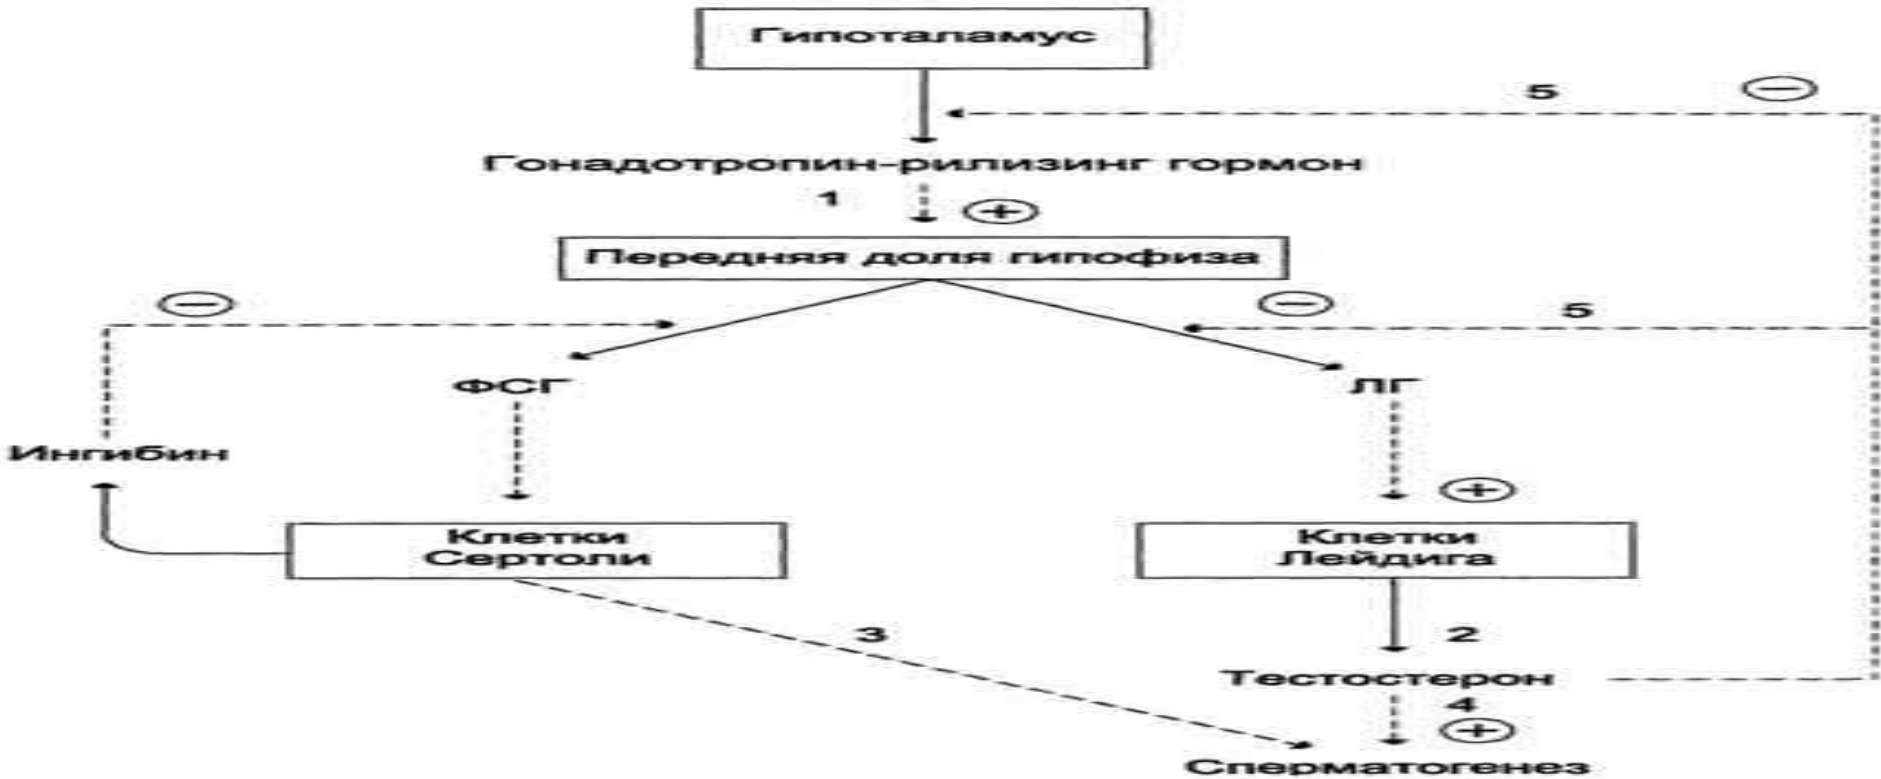 Гипоталамус
5 −
Гонадотропин-рилизинг гормон
1 +
Передняя доля гипофиза
− − 5
ФСГ ЛГ
Ингибин
+
Клетки Сертоли
Клетки Лейдига
3 2
Тестостерон
4
+
Сперматогенез